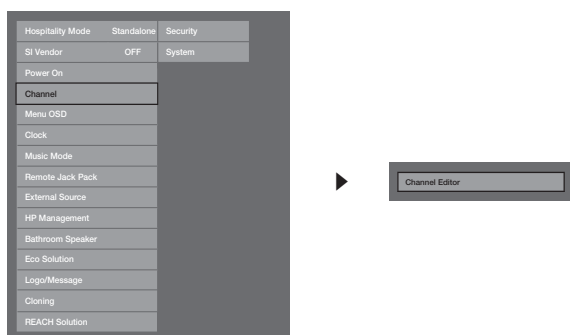 Hospitality Mode Standalone Security
SI Vendor OFF System
Power On
Channel
Menu OSD
Clock
Music Mode
Remote Jack Pack
External Source
HP Management
Bathroom Speaker
Eco Solution
Logo/Message
Cloning
REACH Solution
Channel Editor